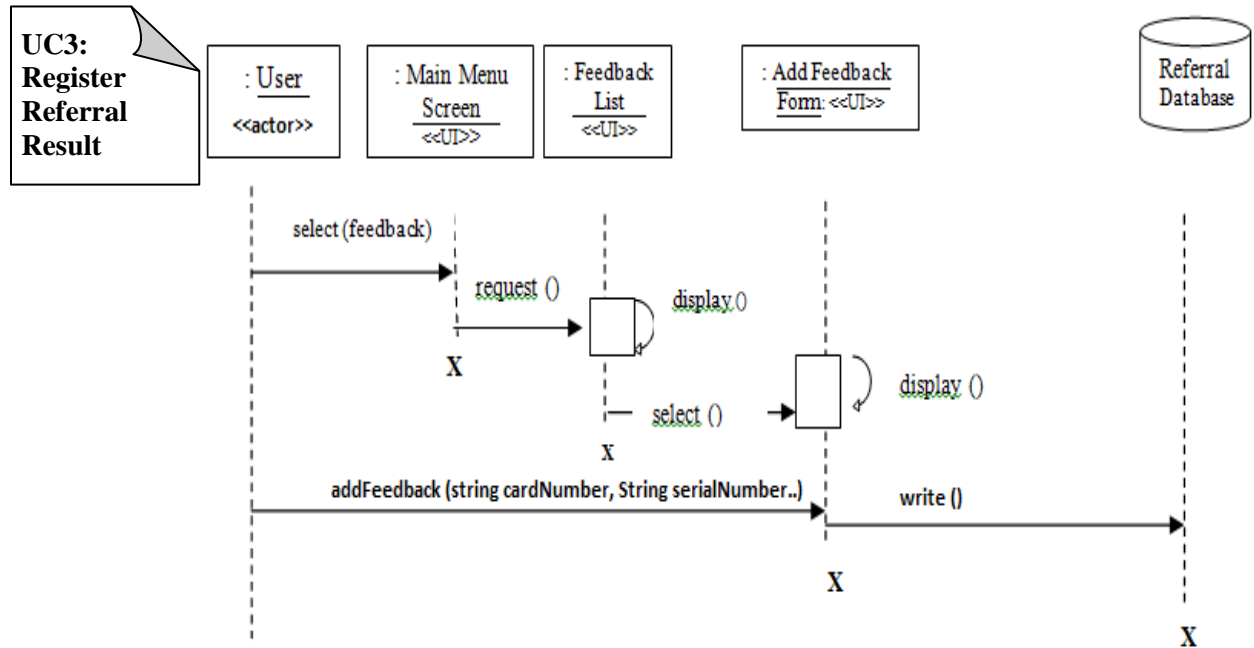 UC3:
Register
Referral
Result
: User
<<actor>>
: Main Menu
Screen
<<UI>>
: Feedback
List
<<UI>>
: Add Feedback
Form: <<UI>>
Referral
Database
select (feedback)
request ()
display ()
X
display ()
select ()
x
addFeedback (string cardNumber, String serialNumber..)
write ()
X
X